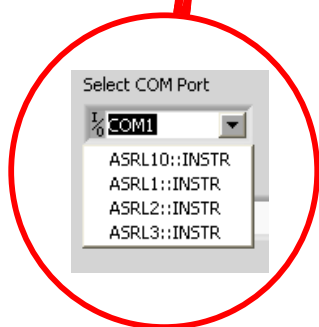 Select COM Port
I/O COM1
ASRL10::INSTR
ASRL1::INSTR
ASRL2::INSTR
ASRL3::INSTR